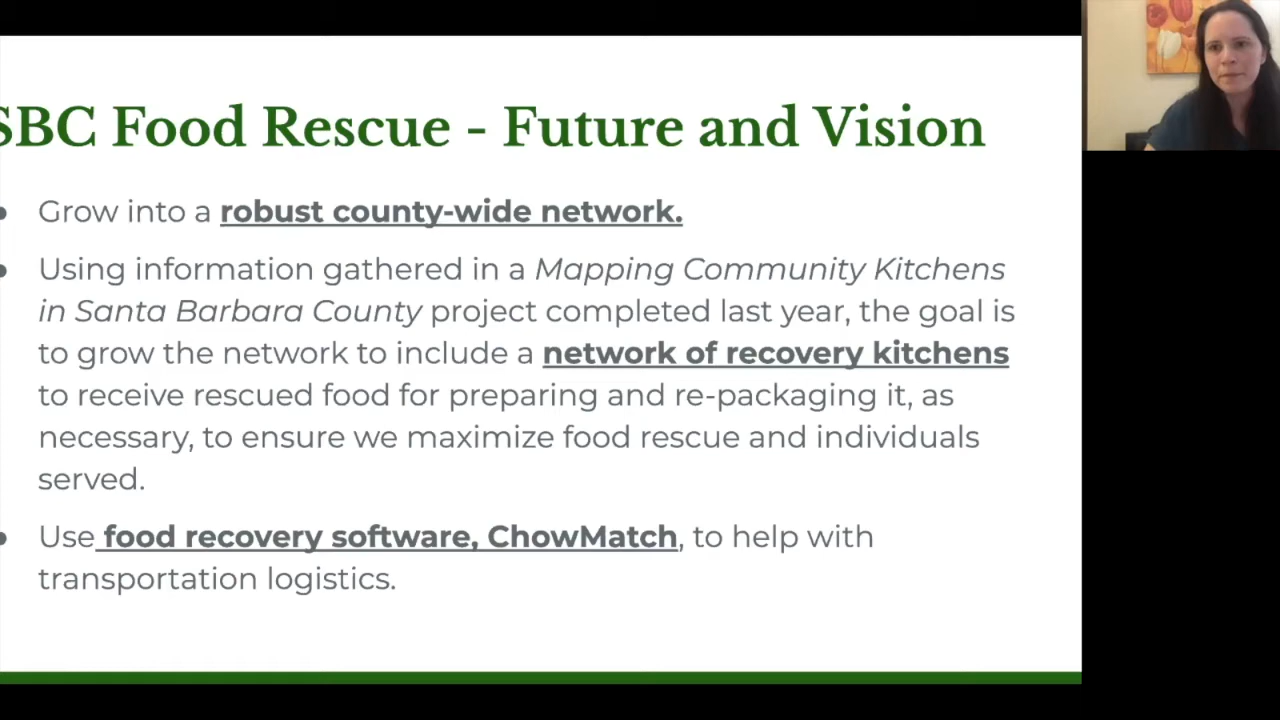 SBC Food Rescue - Future and Vision
Grow into a robust county-wide network.
Using information gathered in a Mapping Community Kitchens
in Santa Barbara County project completed last year, the goal is
to grow the network to include a network of recovery kitchens
to receive rescued food for preparing and re-packaging it, as
necessary, to ensure we maximize food rescue and individuals
served.
Use food recovery software, ChowMatch, to help with
transportation logistics.